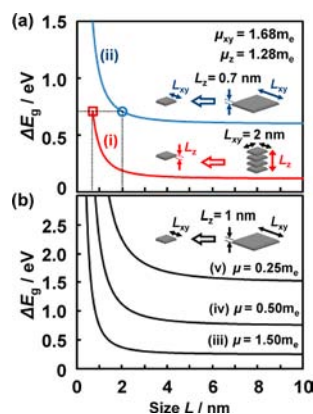 (a)
μxy=1.68me
μz=1.28me
(ii)
Lz= 0.7 nm
Lxy
Lxy
Lxy= 2 nm
(i)
Lz
Lz
ΔEg / eV
1.5
1.0
0.5
0
(b)
Lz= 1 nm
Lxy
Lxy
(v) μ= 0.25me
(iv) μ= 0.50me
(iii) μ= 1.50me
ΔEg / eV
2.5
2.0
1.5
1.0
0.5
0
0 2 4 6 8 10
Size L / nm